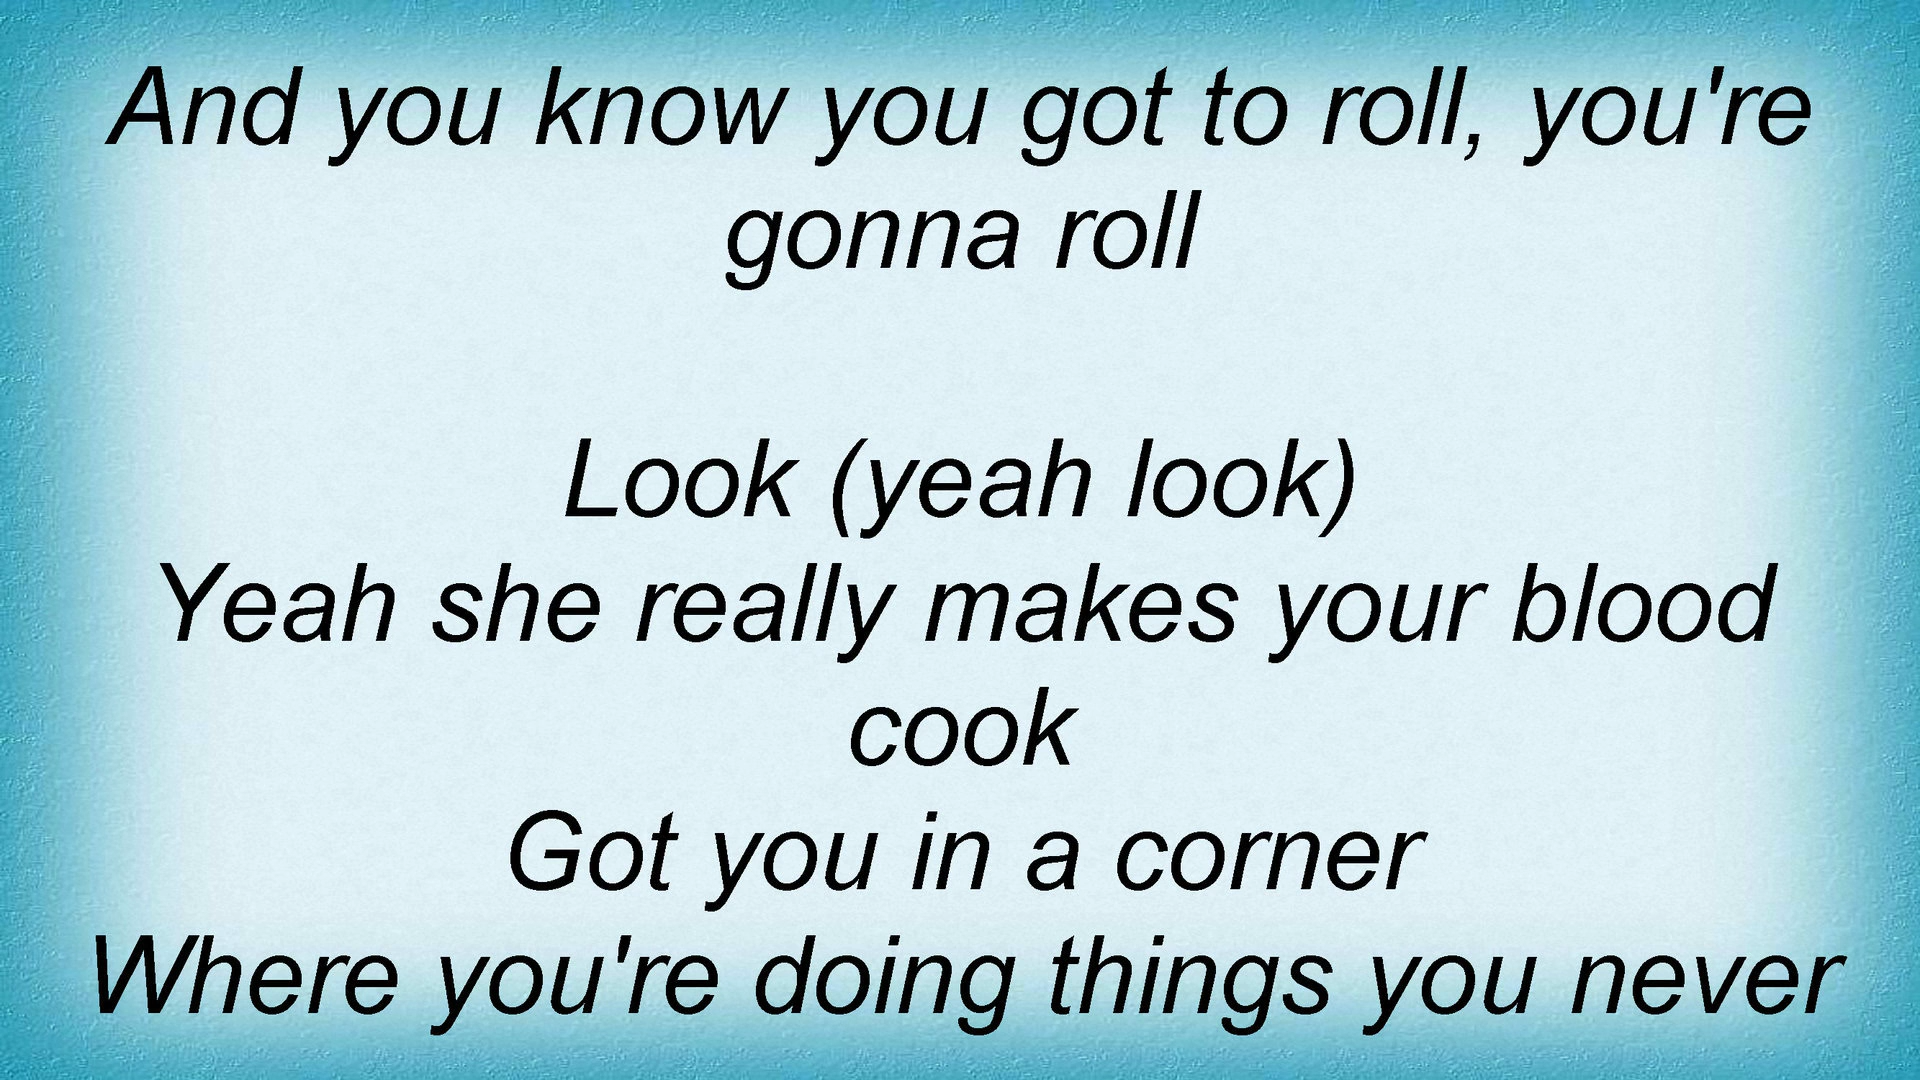 And you know you got to roll, you're
gonna roll
Look (yeah look)
Yeah she really makes your blood
cook
Got you in a corner
Where you're doing things you never